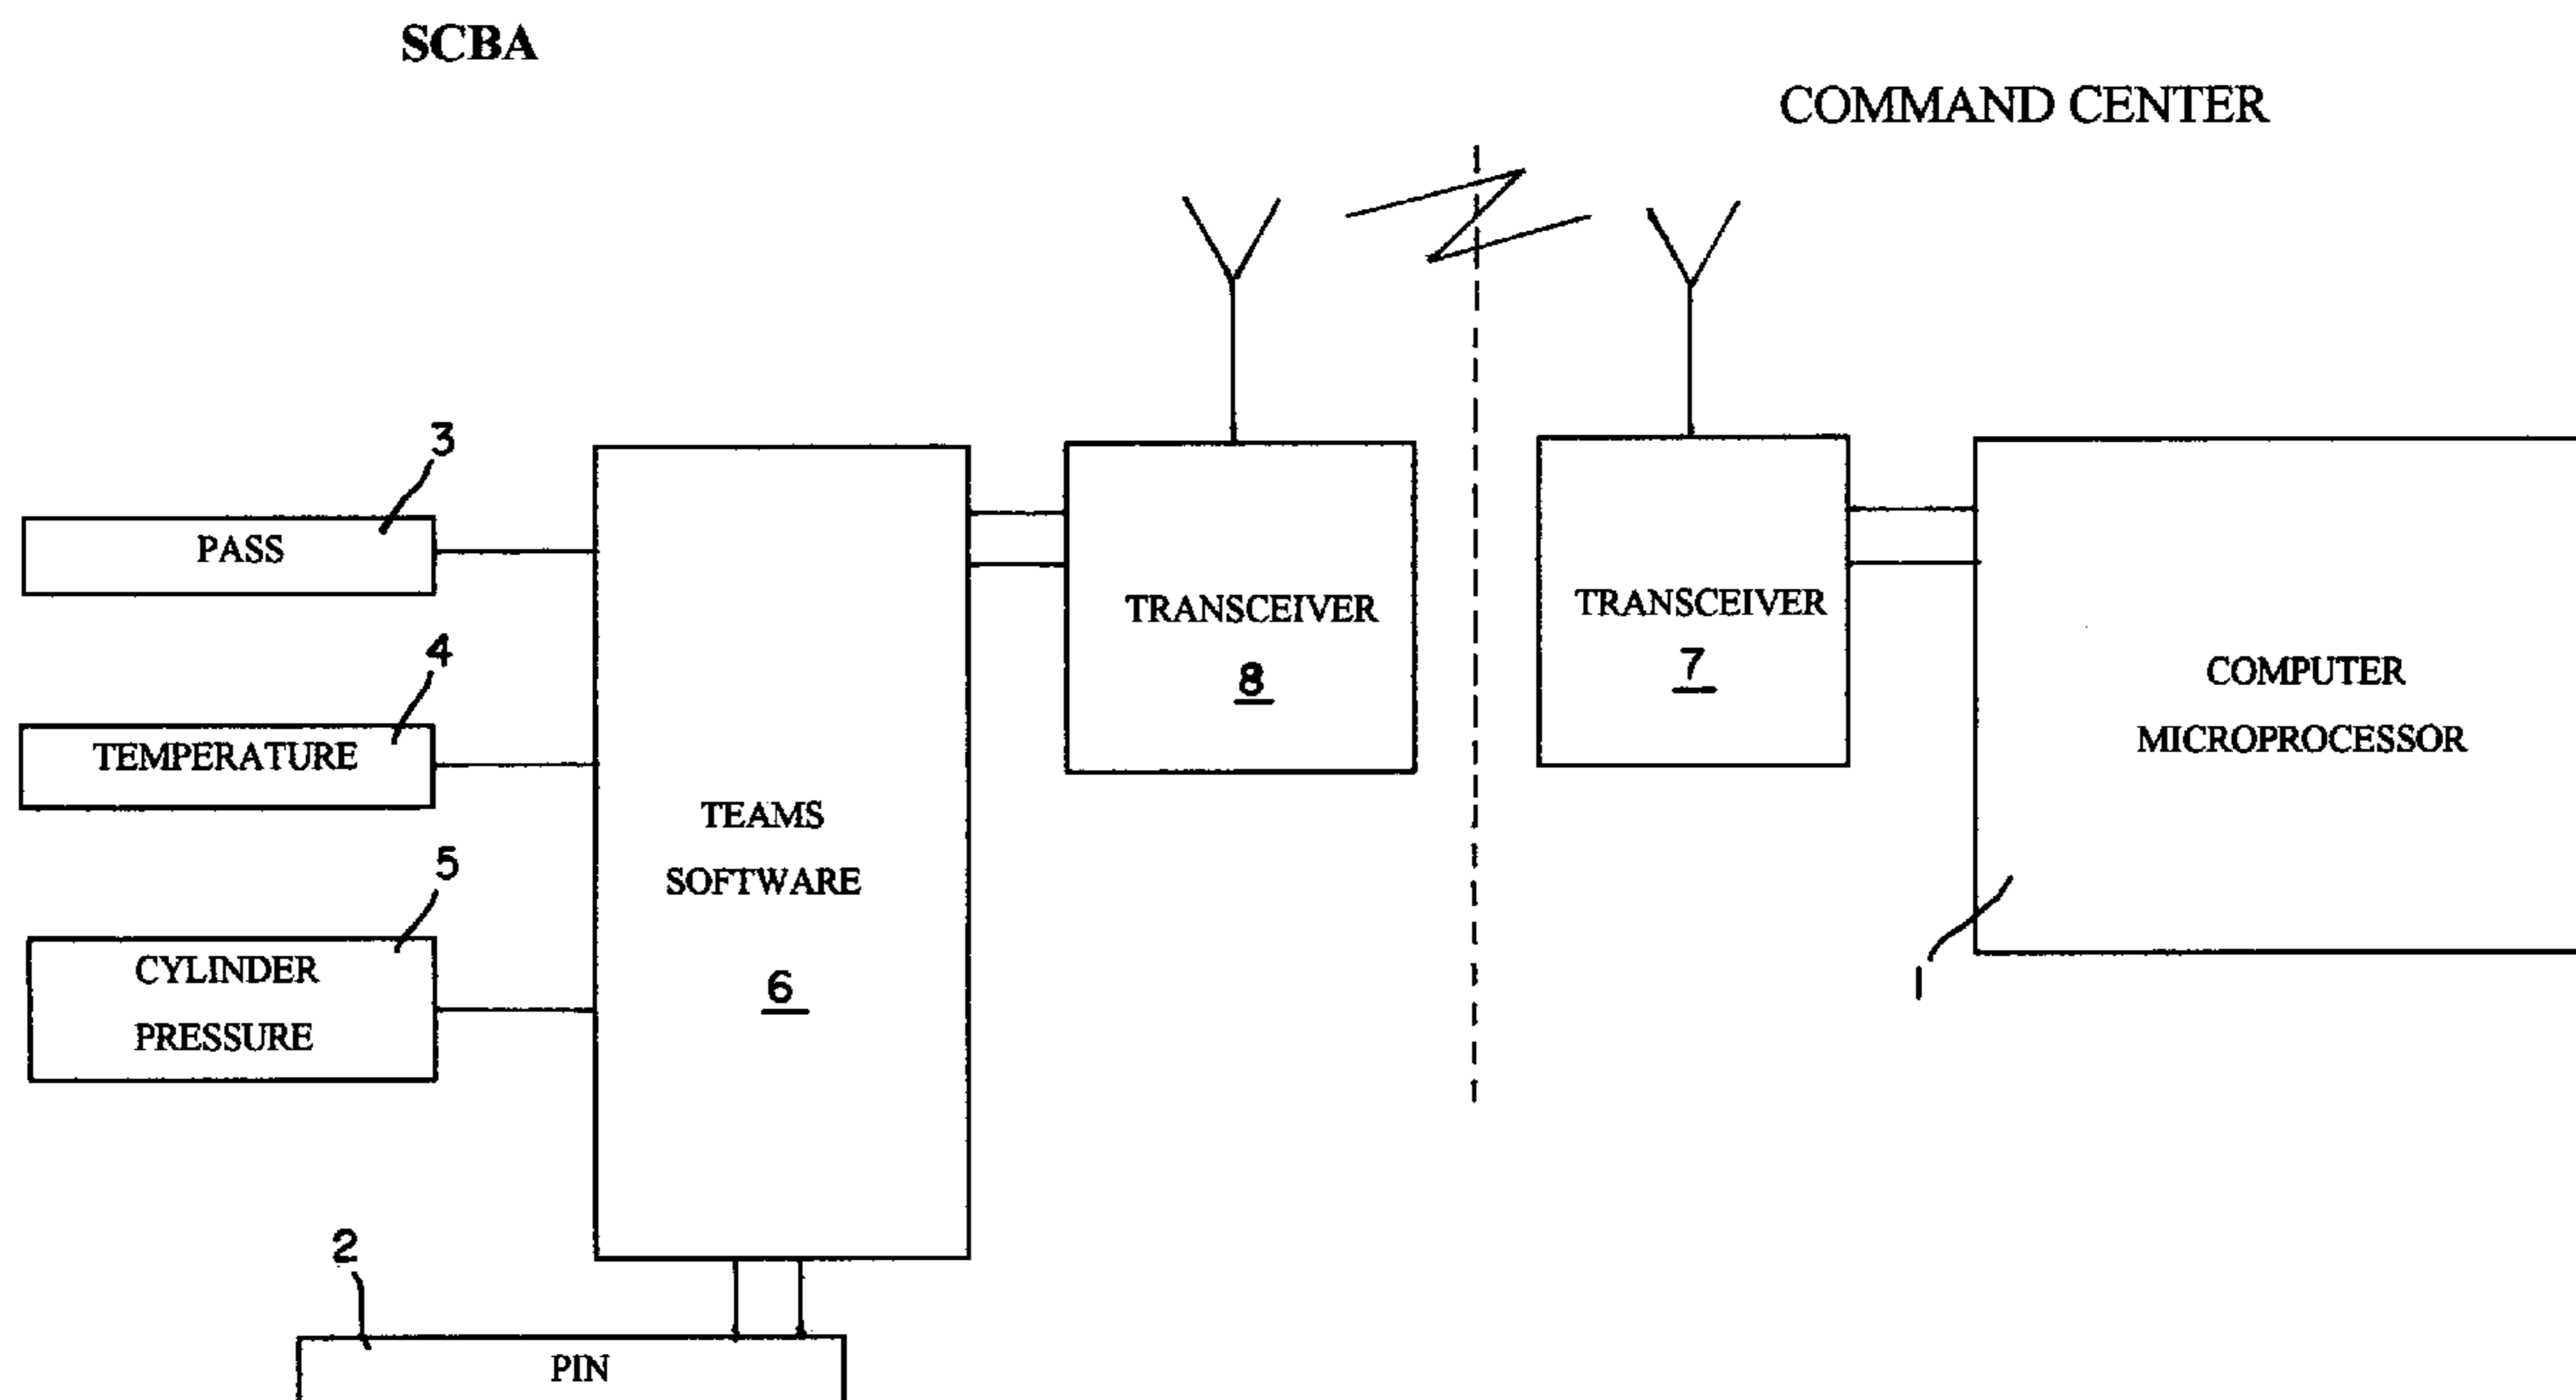 SCBA
COMMAND CENTER
3
PASS
4
TEMPERATURE
5
CYLINDER
PRESSURE
TEAMS
SOFTWARE
6
2
PIN
TRANSCEIVER
8
TRANSCEIVER
7
COMPUTER
MICROPROCESSOR
1